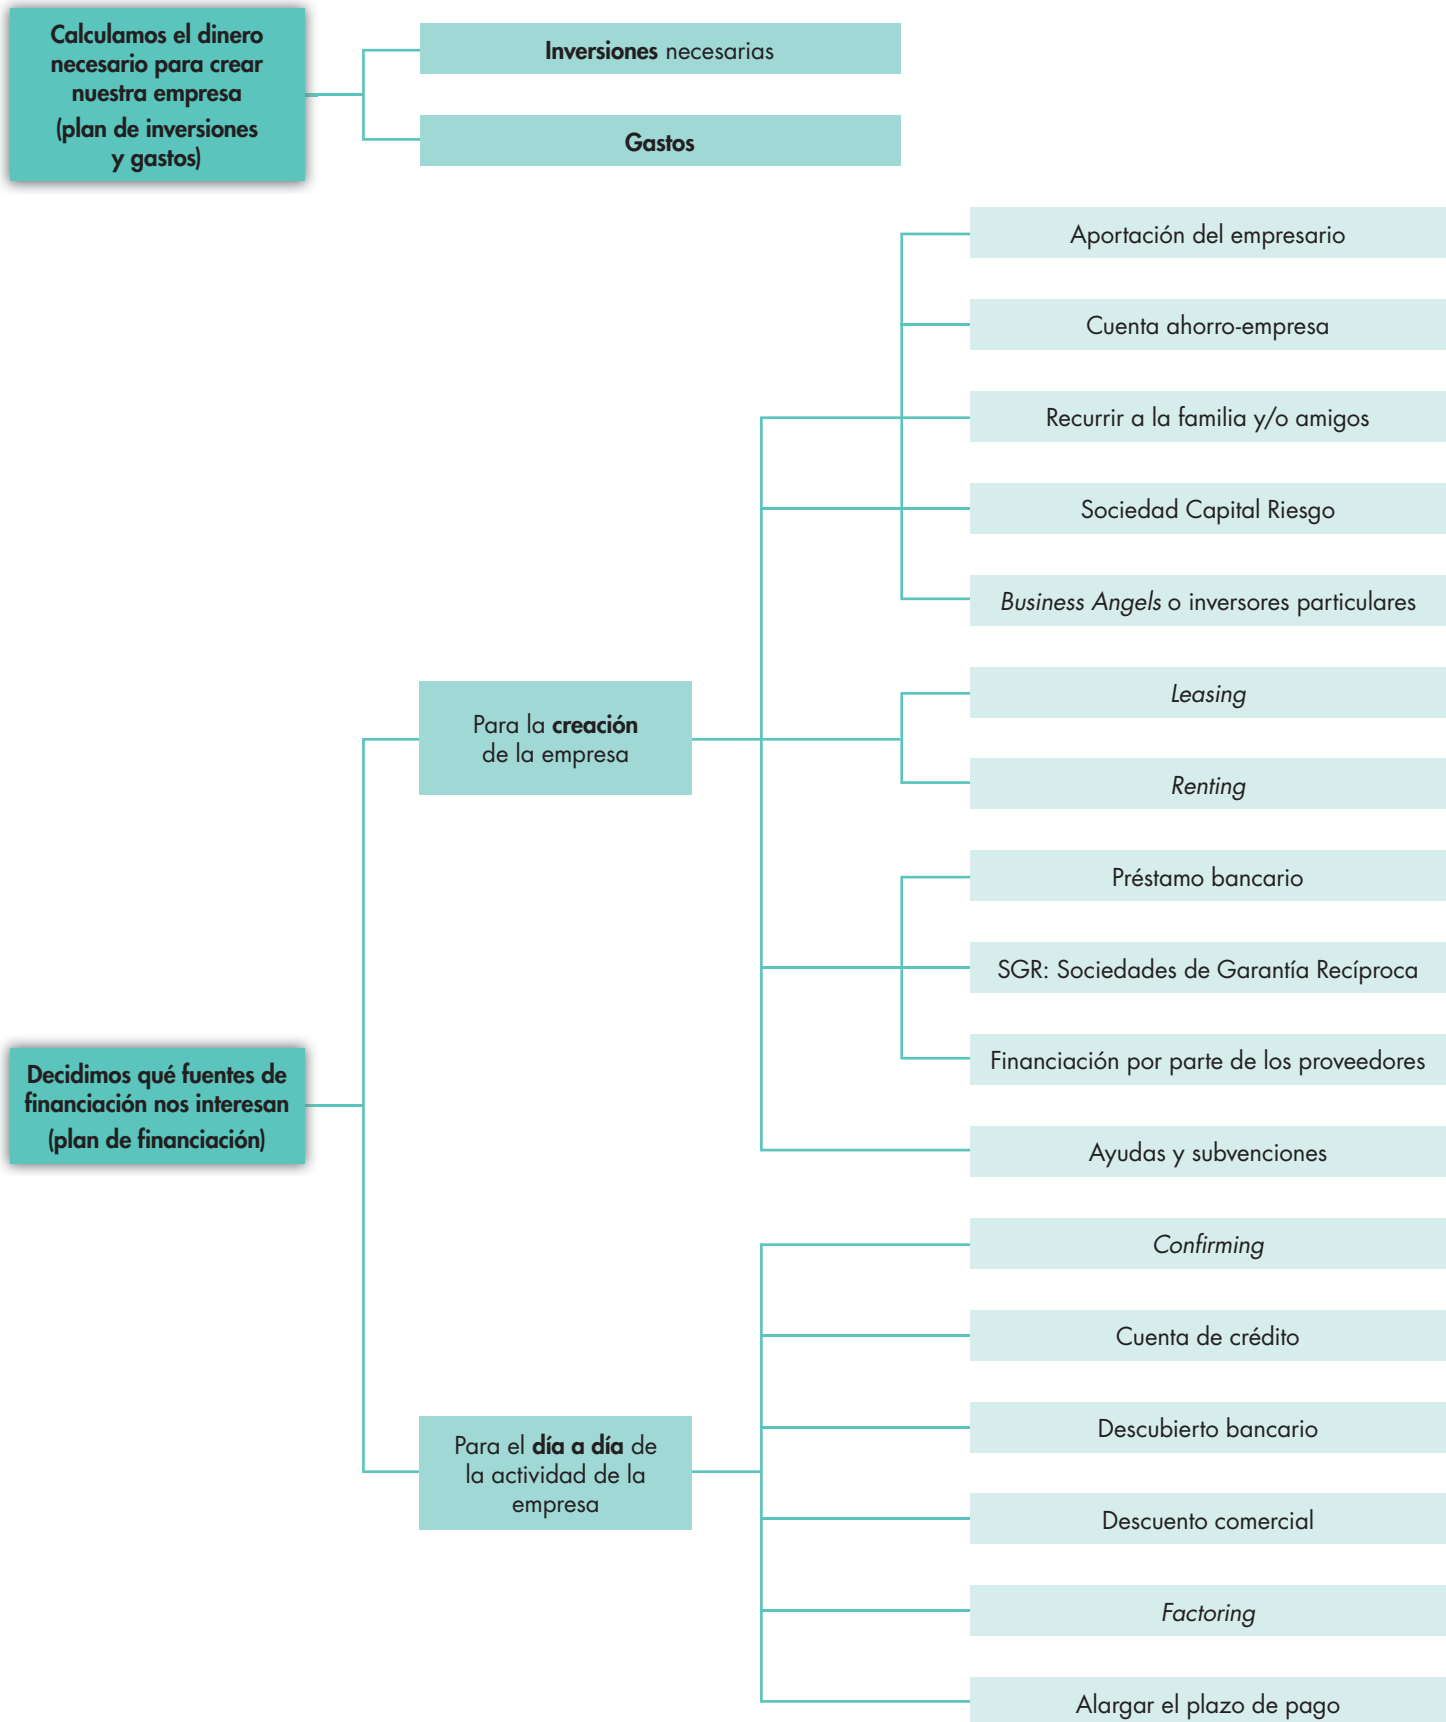 Calculamos el dinero
necesario para crear
nuestra empresa
(plan de inversiones
y gastos)
Inversiones necesarias
Gastos
Aportación del empresario
Cuenta ahorro-empresa
Recurrir a la familia y/o amigos
Sociedad Capital Riesgo
Business Angels o inversores particulares
Para la creación
de la empresa
Leasing
Renting
Préstamo bancario
SGR: Sociedades de Garantía Recíproca
Financiación por parte de los proveedores
Ayudas y subvenciones
Decidimos qué fuentes de
financiación nos interesan
(plan de financiación)
Para el día a día de
la actividad de la
empresa
Confirming
Cuenta de crédito
Descubierto bancario
Descuento comercial
Factoring
Alargar el plazo de pago